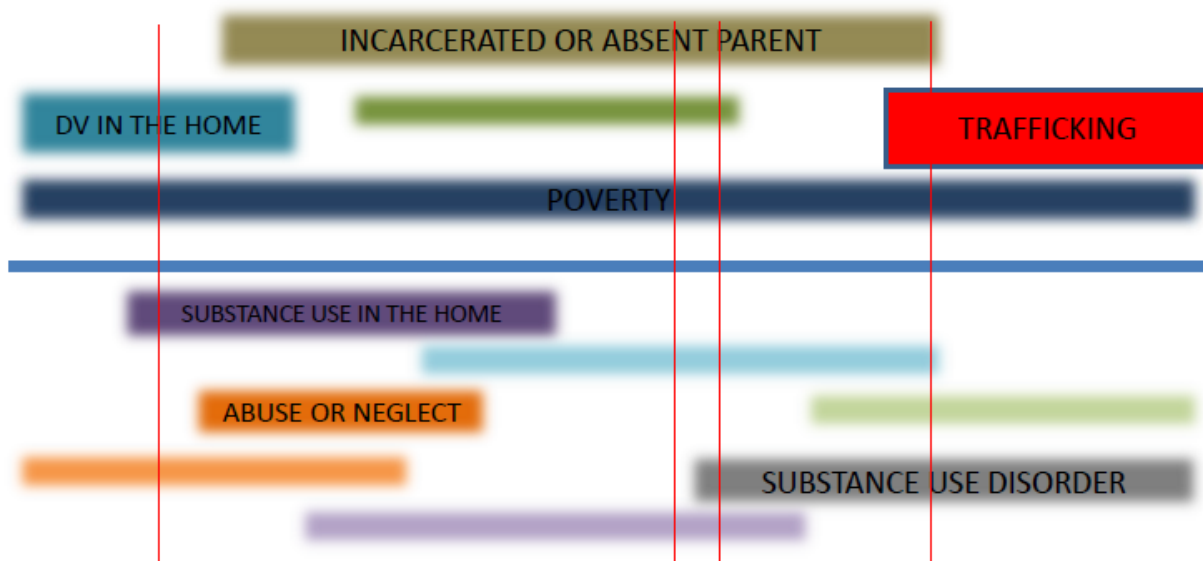 INCARCERATED OR ABSENT PARENT
DV IN THE HOME
TRAFFICKING
POVERTY
SUBSTANCE USE IN THE HOME
ABUSE OR NEGLECT
SUBSTANCE USE DISORDER